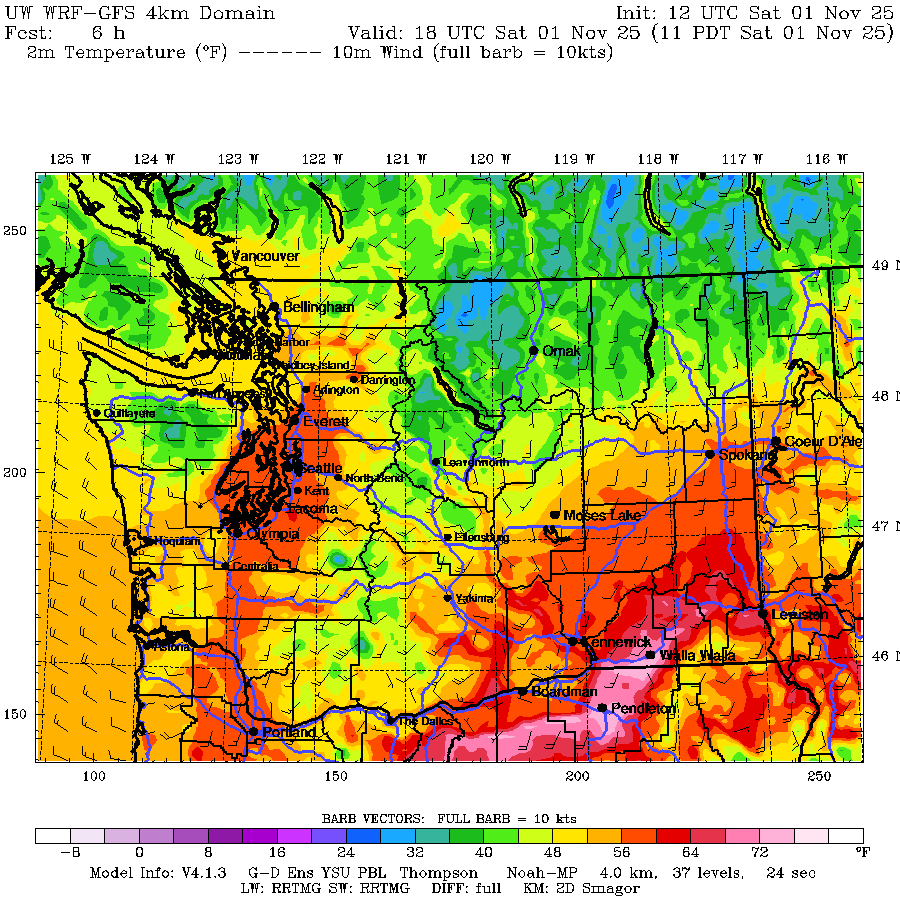 UW WRF-GFS 4km Domain Init: 12 UTC Sat 01 Nov 25
Fcst: 6 h Valid: 18 UTC Sat 01 Nov 25 (11 PDT Sat 01 Nov 25)
2m Temperature (°F) ------ 10m Wind (full barb = 10kts)
125 W 124 W 123 W 122 W 121 W 120 W 119 W 118 W 117 W 116 W
250
Vancouver
49 N
Bellingham
Harbor
Omak
Darrington
Arlington
48 N
Quillayute
Everett
Coeur D'Ale
Spokane
Leavenworth
200
Seattle
North Bend
Kent
Tacoma
Moses Lake
47 N
Olympia
Hoquiam
Ellensburg
Centralia
Yakima
Lewiston
Kennewick
Astoria
Walla Walla
46 N
Boardman
Pendleton
150
The Dalles
Portland
100 150 200 250
BARB VECTORS: FULL BARB = 10 kts
-8 0 8 16 24 32 40 48 56 64 72 °F
Model Info: V4.1.3 G-D Ens YSU PBL Thompson Noah-MP 4.0 km, 37 levels, 24 sec
LW: RRTMG SW: RRTMG DIFF: full KM: 2D Smagor